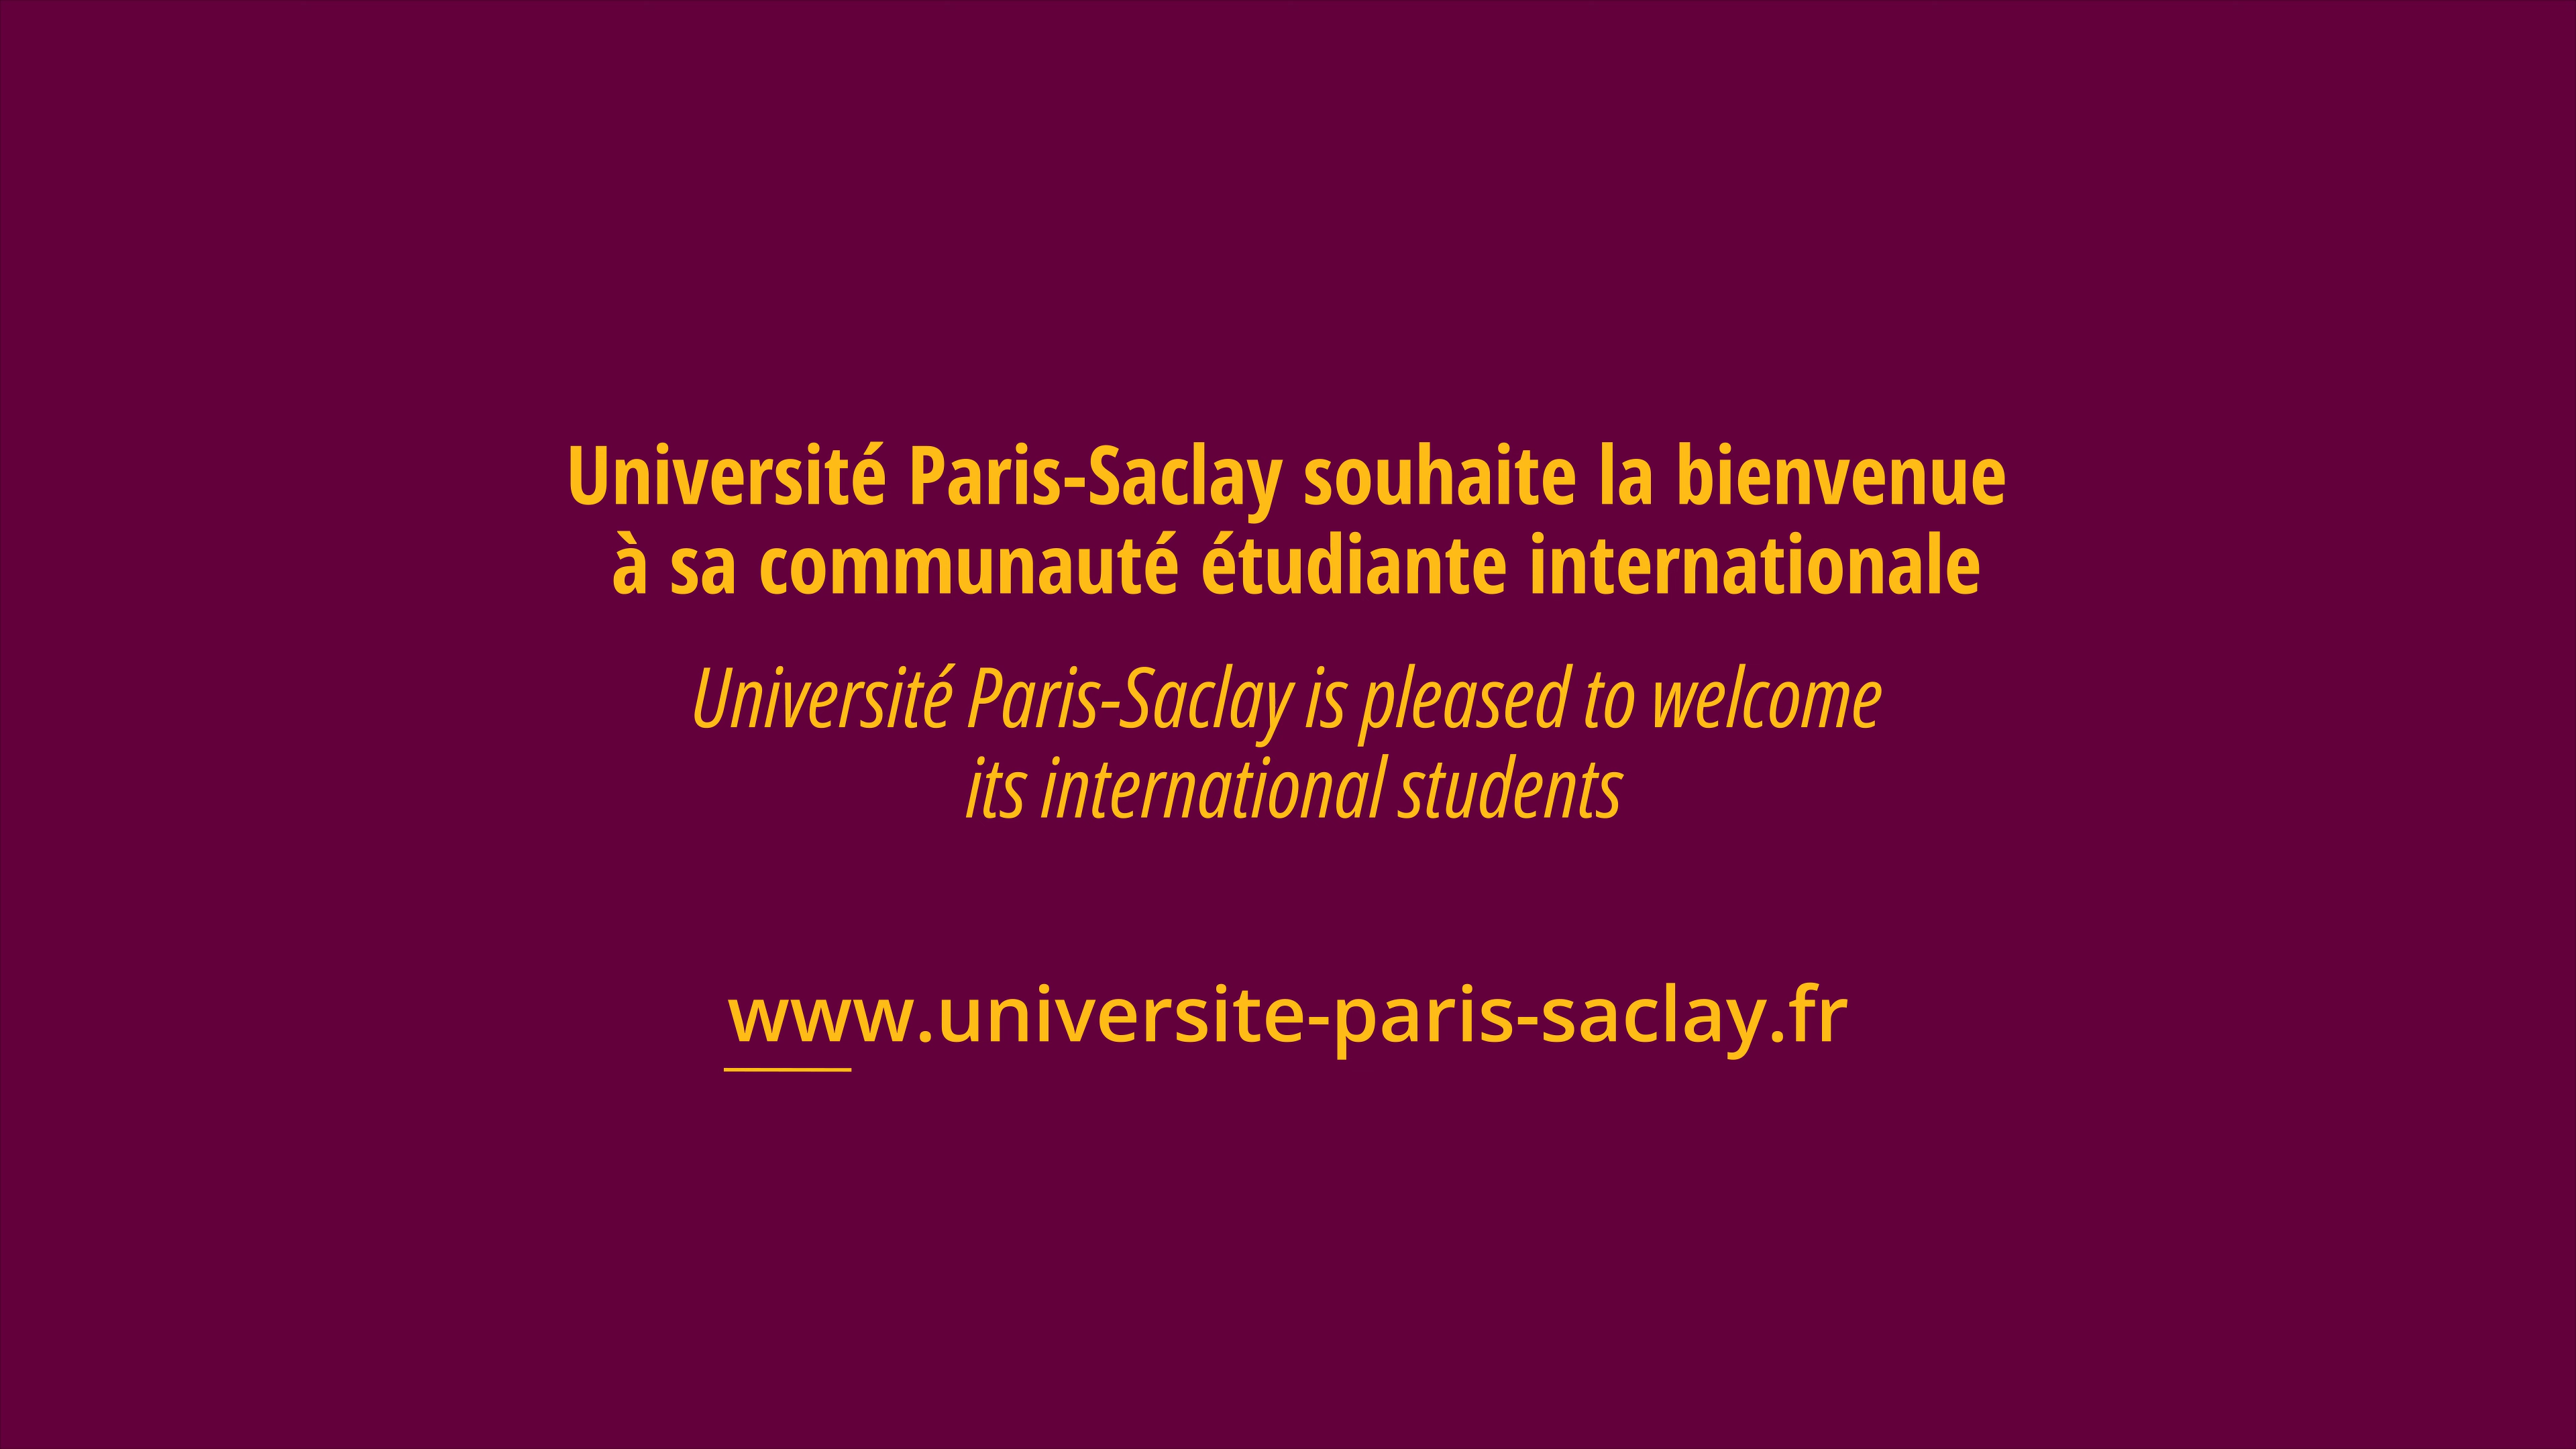 Université Paris-Saclay souhaite la bienvenue
à sa communauté étudiante internationale
Université Paris-Saclay is pleased to welcome
its international students
www.universite-paris-saclay.fr